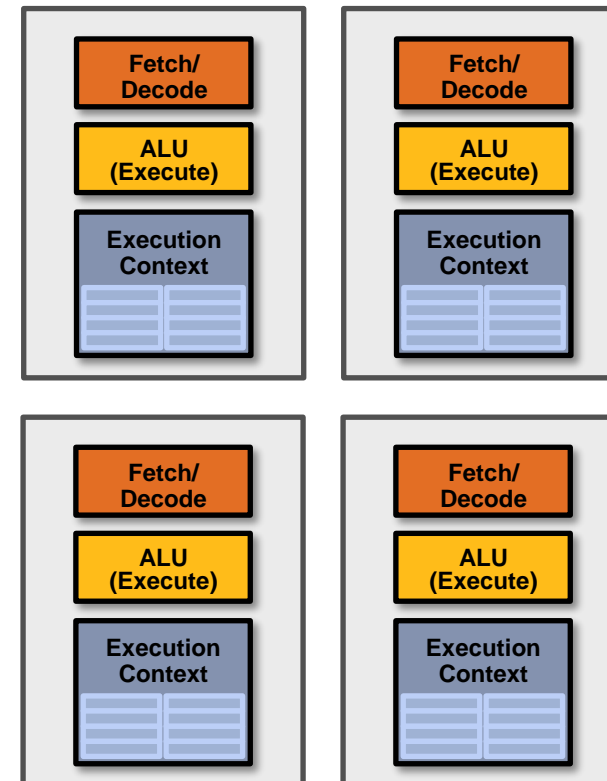 Fetch/
Decode
ALU
(Execute)
Execution
Context
Fetch/
Decode
ALU
(Execute)
Execution
Context
Fetch/
Decode
ALU
(Execute)
Execution
Context
Fetch/
Decode
ALU
(Execute)
Execution
Context